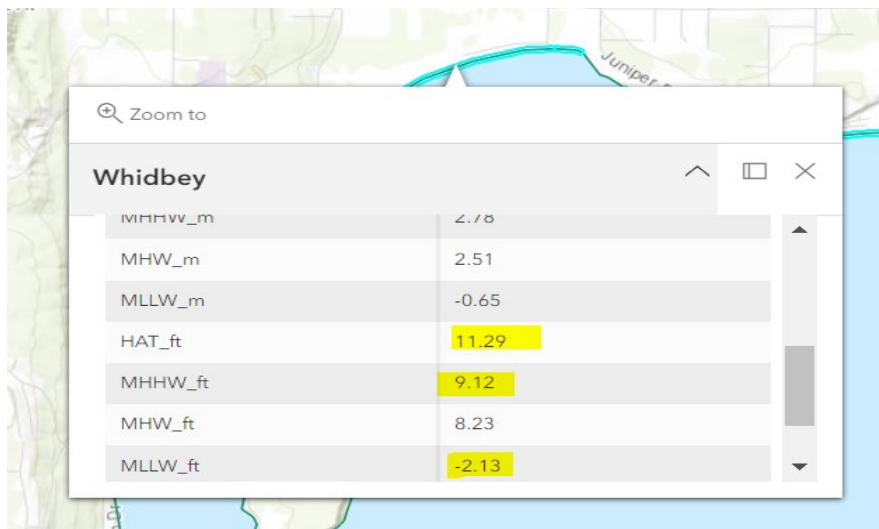 Juniper
Zoom to
Whidbey
MHHW_m 2.78
MHW_m 2.51
MLLW_m -0.65
HAT_ft 11.29
MHHW_ft 9.12
MHW_ft 8.23
MLLW_ft -2.13